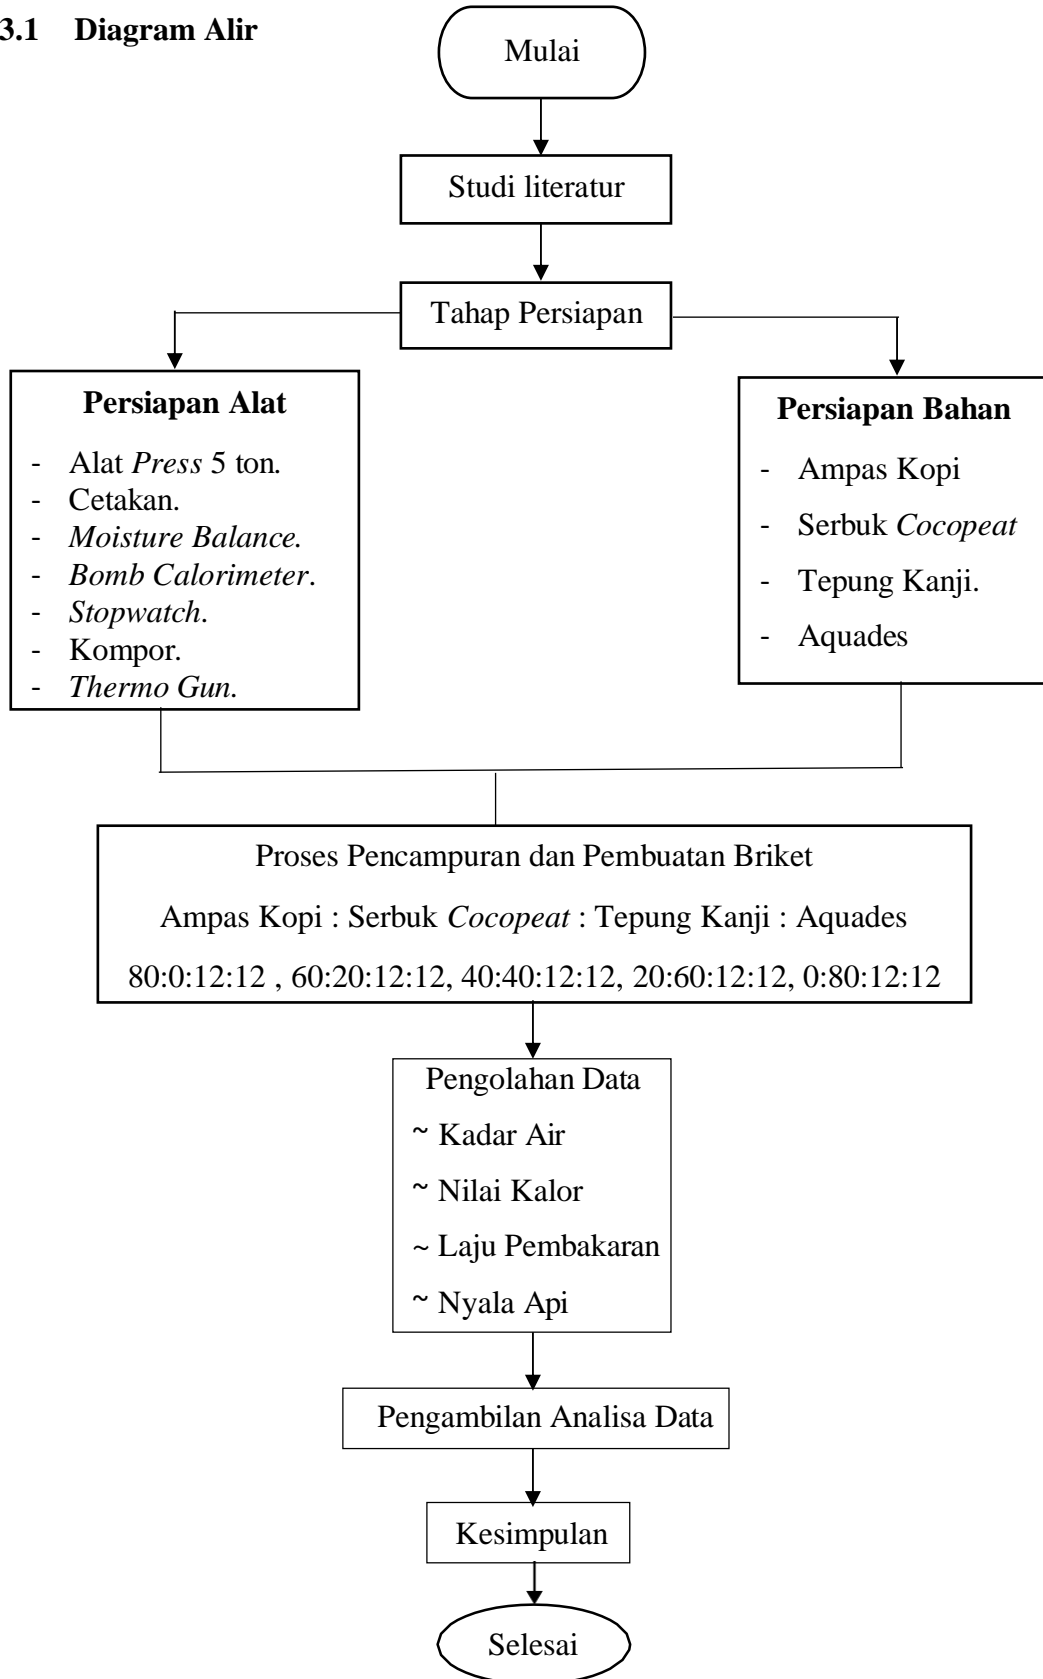 3.1 Diagram Alir
Mulai
Studi literatur
Tahap Persiapan
Persiapan Alat
- Alat Press 5 ton.
- Cetakan.
- Moisture Balance.
- Bomb Calorimeter.
- Stopwatch.
- Kompor.
- Thermo Gun.
Persiapan Bahan
- Ampas Kopi
- Serbuk Cocopeat
- Tepung Kanji.
- Aquades
Proses Pencampuran dan Pembuatan Briket
Ampas Kopi : Serbuk Cocopeat : Tepung Kanji : Aquades
80:0:12:12 , 60:20:12:12, 40:40:12:12, 20:60:12:12, 0:80:12:12
Pengolahan Data
~ Kadar Air
~ Nilai Kalor
~ Laju Pembakaran
~ Nyala Api
Pengambilan Analisa Data
Kesimpulan
Selesai